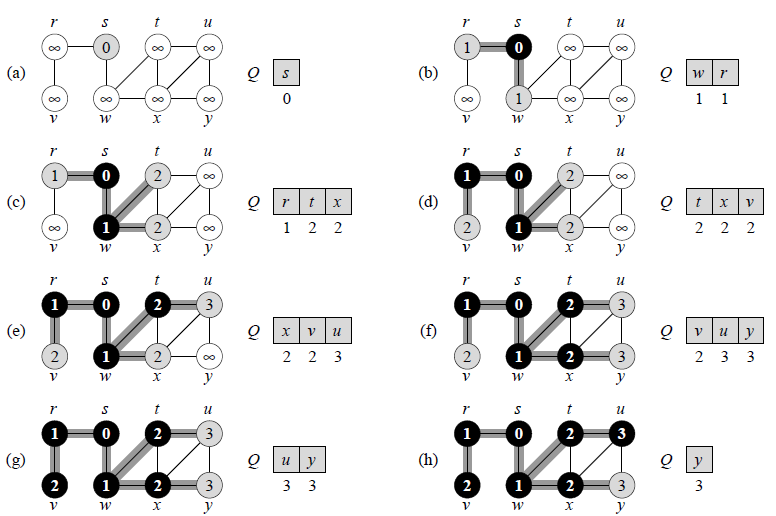 r s t u
∞ 0 ∞ ∞
(a) Q s
∞ ∞ ∞ ∞ 0
v w x y
r s t u
1 0 ∞ ∞
(b) Q w r
∞ 1 ∞ ∞ 1 1
v w x y
r s t u
1 0 2 ∞
(c) Q r t x
∞ 1 2 ∞ 1 2 2
v w x y
r s t u
1 0 2 ∞
(d) Q t x v
2 1 2 ∞ 2 2 2
v w x y
r s t u
1 0 2 3
(e) Q x v u
2 1 2 ∞ 2 2 3
v w x y
r s t u
1 0 2 3
(f) Q v u y
2 1 2 3 2 3 3
v w x y
r s t u
1 0 2 3
(g) Q u y
2 1 2 3 3 3
v w x y
r s t u
1 0 2 3
(h) Q y
2 1 2 3 3
v w x y